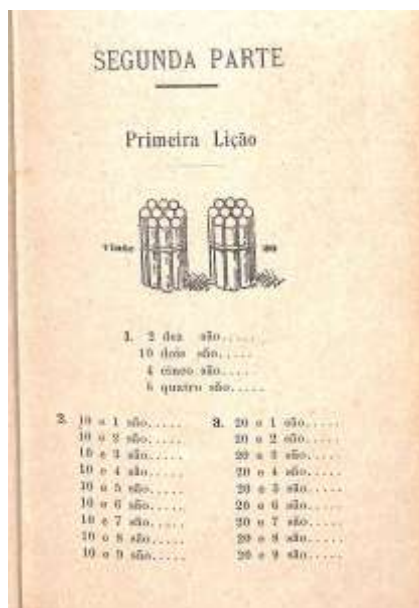 SEGUNDA PARTE
Primeira Lição
Vinte 20
1. 2 dez são.....
10 dois são.....
4 cinco são.....
5 quatro são.....
2. 10 e 1 são.....
10 e 2 são.....
10 e 3 são.....
10 e 4 são.....
10 e 5 são.....
10 e 6 são.....
10 e 7 são.....
10 e 8 são.....
10 e 9 são.....
3. 20 e 1 são.....
20 e 2 são.....
20 e 3 são.....
20 e 4 são.....
20 e 5 são.....
20 e 6 são.....
20 e 7 são.....
20 e 8 são.....
20 e 9 são.....